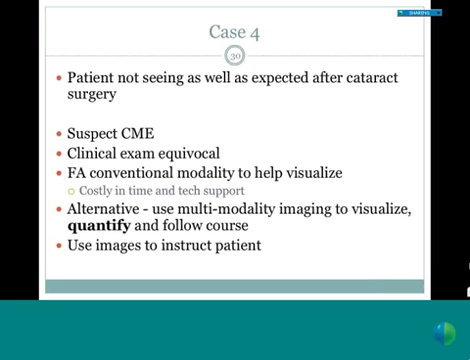 SHARING
Case 4
30
• Patient not seeing as well as expected after cataract
surgery
• Suspect CME
• Clinical exam equivocal
• FA conventional modality to help visualize
Costly in time and tech support
• Alternative - use multi-modality imaging to visualize,
quantify and follow course
• Use images to instruct patient